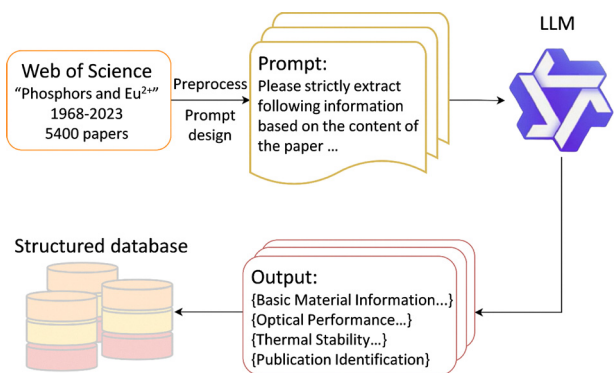 Web of Science
“Phosphors and Eu²⁺”
1968-2023
5400 papers
Preprocess
Prompt
design
Prompt:
Please strictly extract
following information
based on the content of
the paper ...
LLM
Structured database
Output:
{Basic Material Information...}
{Optical Performance...}
{Thermal Stability...}
{Publication Identification}